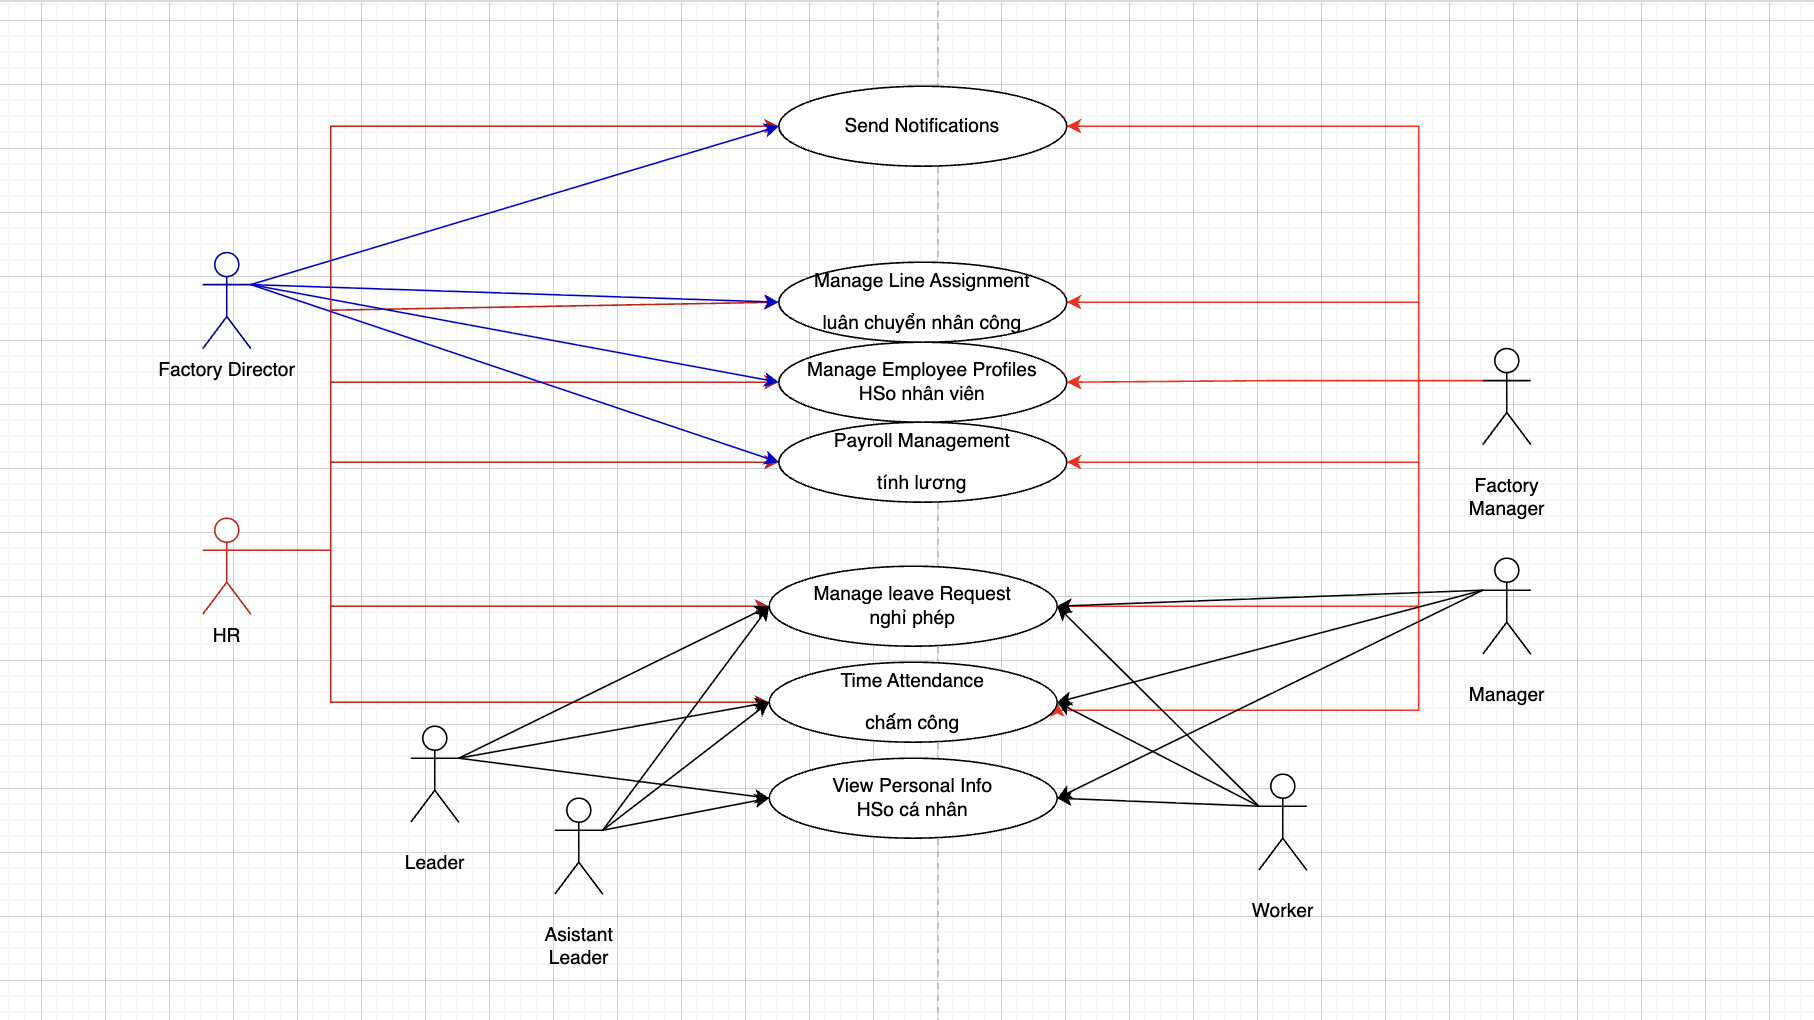 Send Notifications
Manage Line Assignment
luân chuyển nhân công
Manage Employee Profiles
HSo nhân viên
Payroll Management
tính lương
Factory Director
Factory
Manager
HR
Manage leave Request
nghỉ phép
Time Attendance
chấm công
Manager
View Personal Info
HSo cá nhân
Leader
Asistant
Leader
Worker